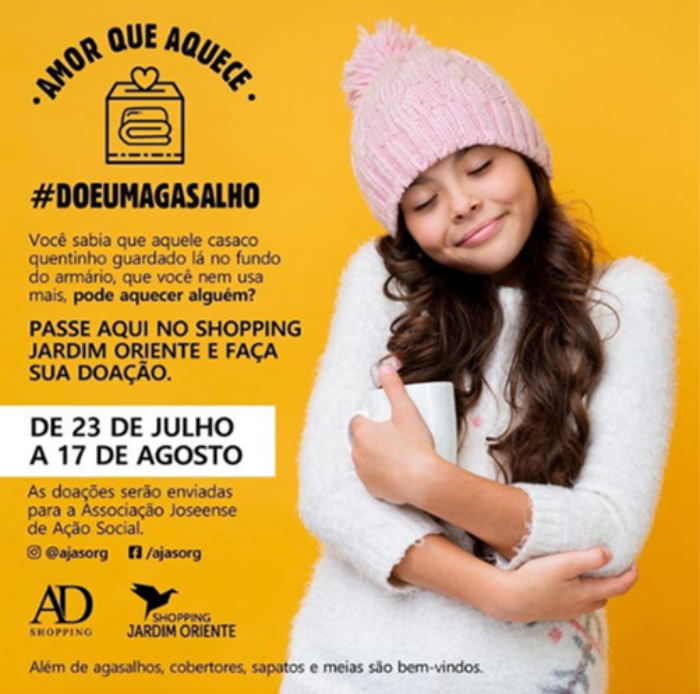 • AMOR QUE AQUECE •
#DOEUMAGASALHO
Você sabia que aquele casaco
quentinho guardado lá no fundo
do armário, que você nem usa
mais, pode aquecer alguém?
PASSE AQUI NO SHOPPING
JARDIM ORIENTE E FAÇA
SUA DOAÇÃO.
DE 23 DE JULHO
A 17 DE AGOSTO
As doações serão enviadas
para a Associação Joseense
de Ação Social.
@ajasorg /ajasorg
AD
SHOPPING
SHOPPING
JARDIM ORIENTE
Além de agasalhos, cobertores, sapatos e meias são bem-vindos.